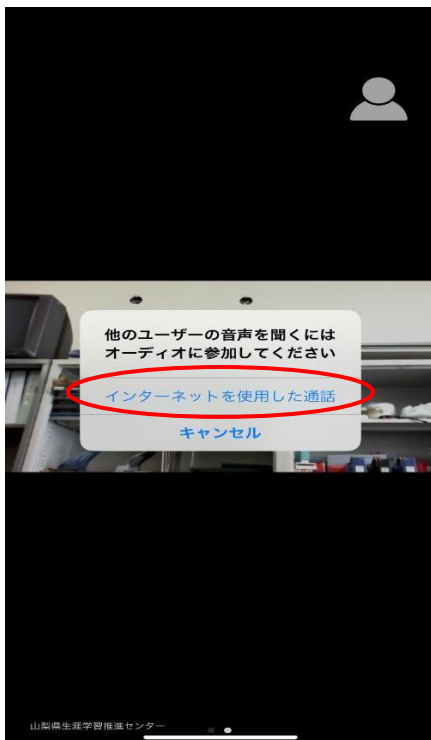 他のユーザーの音声を聞くには
オーディオに参加してください
インターネットを使用した通話
キャンセル
山梨県生涯学習推進センター